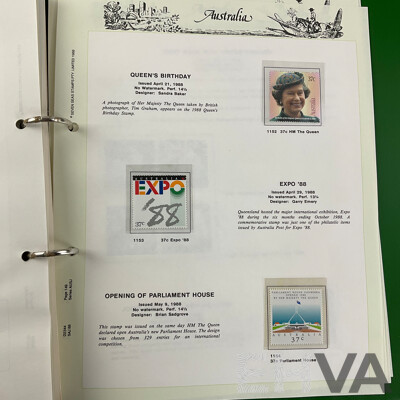 Australia
QUEEN'S BIRTHDAY
Issued April 21, 1988
No Watermark. Perf. 14½
Designer: Sandra Baker
A photograph of Her Majesty The Queen taken by British
photographer, Tim Graham, appears on the 1988 Queen's
Birthday Stamp.
37c
1153 37c HM The Queen
EXPO
'88
37c
1153 37c Expo '88
EXPO '88
Issued April 29, 1988
No Watermark. Perf. 13½
Designer: Garry Emery
Queensland hosted the major international exhibition, Expo
'88 during the six months ending October 1988. A
commemorative stamp was just one of the philatelic items
issued by Australia Post for Expo '88.
OPENING OF PARLIAMENT HOUSE
Issued May 9, 1988
No Watermark. Perf. 14½
Designer: Brian Sadgrove
This stamp was issued on the same day HM The Queen
declared open Australia's new Parliament House. The design
was chosen from 329 entries for an international
competition.
37c
37c Parliament House
VA